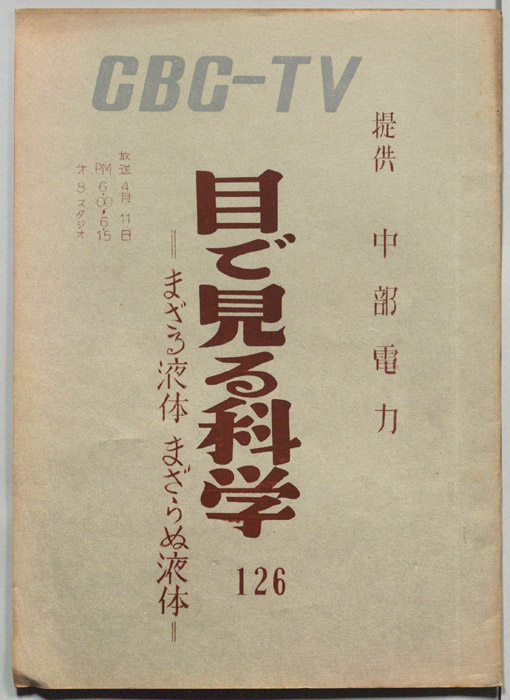 CBC-TV
提供 中部電力
目で見る科学
126
＝まざる液体 まざらぬ液体＝
放送4月11日
PM 6.00〜6.15
オ8スタジオ